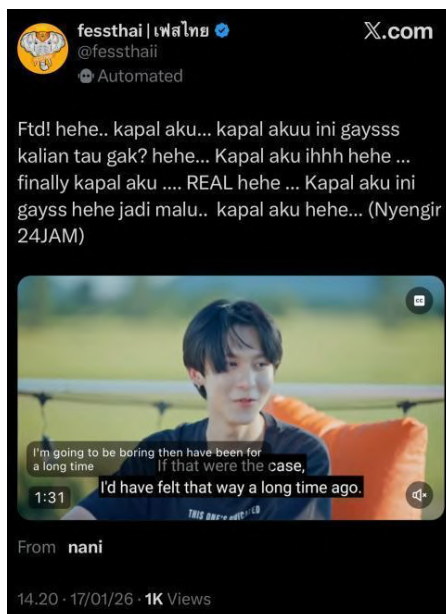 fessthai | เฟสไทย
X.com
@fessthaii
Automated
Ftd! hehe.. kapal aku... kapal akuu ini gaysss
kalian tau gak? hehe... Kapal aku ihhh hehe ...
finally kapal aku .... REAL hehe ... Kapal aku ini
gayss hehe jadi malu.. kapal aku hehe... (Nyengir
24JAM)
CC
I'm going to be boring then have been for
a long time
If that were the case,
I'd have felt that way a long time ago.
1:31
From nani
14.20 · 17/01/26 · 1K Views